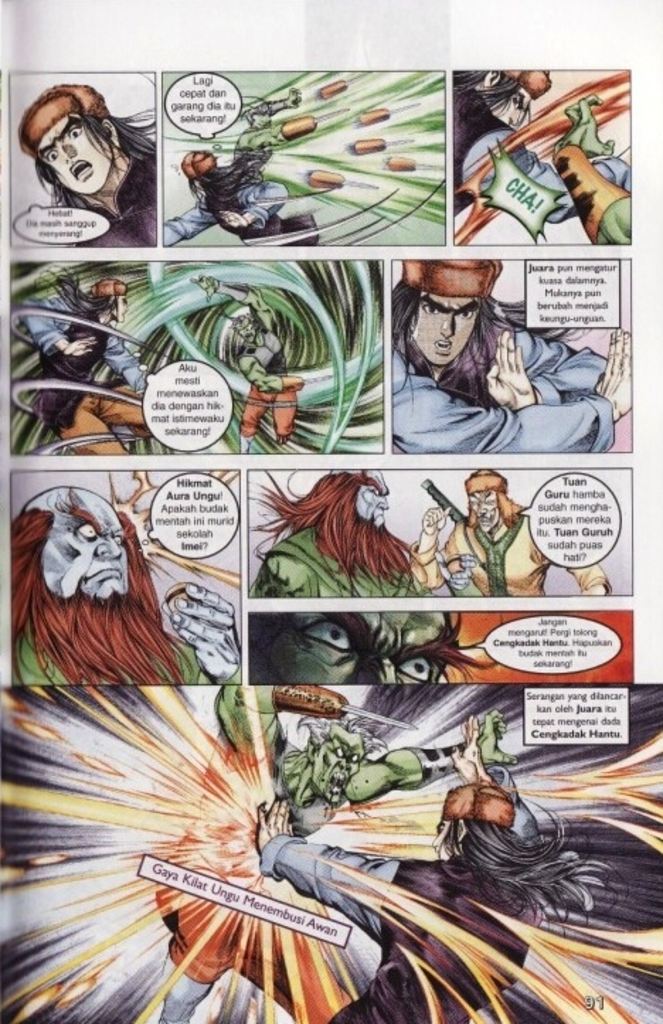 Hebat!
Dia masih sanggup
menyerang!
Lagi
cepat dan
garang dia itu
sekarang!
CHA!
Aku
mesti
menewaskan
dia dengan hik-
mat istimewaku
sekarang!
Juara pun mengatur
kuasa dalamnya.
Mukanya pun
berubah menjadi
keungu-unguan.
Hikmat
Aura Ungu!
Apakah budak
mentah ini murid
sekolah
Imei?
Tuan
Guru hamba
sudah mengha-
puskan mereka
itu. Tuan Guruh
sudah puas
hati?
Jangan
mengarut! Pergi tolong
Cengkadak Hantu. Hapuskan
budak mentah itu
sekarang!
Serangan yang dilancar-
kan oleh Juara itu
tepat mengenai dada
Cengkadak Hantu.
Gaya Kilat Ungu Menembusi Awan
91